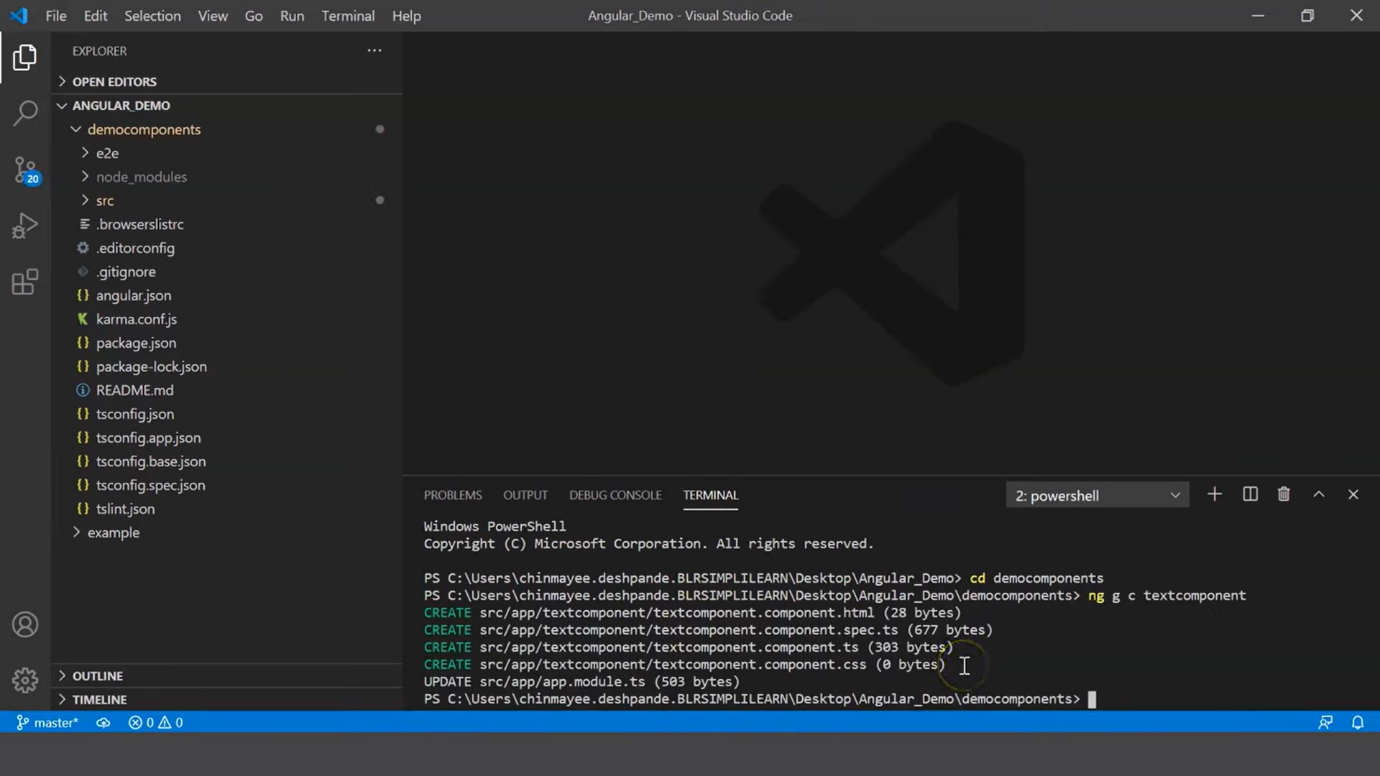 File Edit Selection View Go Run Terminal Help
Angular_Demo - Visual Studio Code
EXPLORER
OPEN EDITORS
ANGULAR_DEMO
democomponents
e2e
node_modules
20
src
.browserslistrc
.editorconfig
.gitignore
angular.json
karma.conf.js
package.json
package-lock.json
README.md
tsconfig.json
tsconfig.app.json
tsconfig.base.json
tsconfig.spec.json
tslint.json
example
OUTLINE
TIMELINE
PROBLEMS OUTPUT DEBUG CONSOLE TERMINAL 2: powershell
Windows PowerShell
Copyright (C) Microsoft Corporation. All rights reserved.
PS C:\Users\chinmayee.deshpande.BLRSIMPLILEARN\Desktop\Angular_Demo> cd democomponents
PS C:\Users\chinmayee.deshpande.BLRSIMPLILEARN\Desktop\Angular_Demo\democomponents> ng g c textcomponent
CREATE src/app/textcomponent/textcomponent.component.html (28 bytes)
CREATE src/app/textcomponent/textcomponent.component.spec.ts (677 bytes)
CREATE src/app/textcomponent/textcomponent.component.ts (303 bytes)
CREATE src/app/textcomponent/textcomponent.component.css (0 bytes)
UPDATE src/app/app.module.ts (503 bytes)
PS C:\Users\chinmayee.deshpande.BLRSIMPLILEARN\Desktop\Angular_Demo\democomponents>
master* 0 0